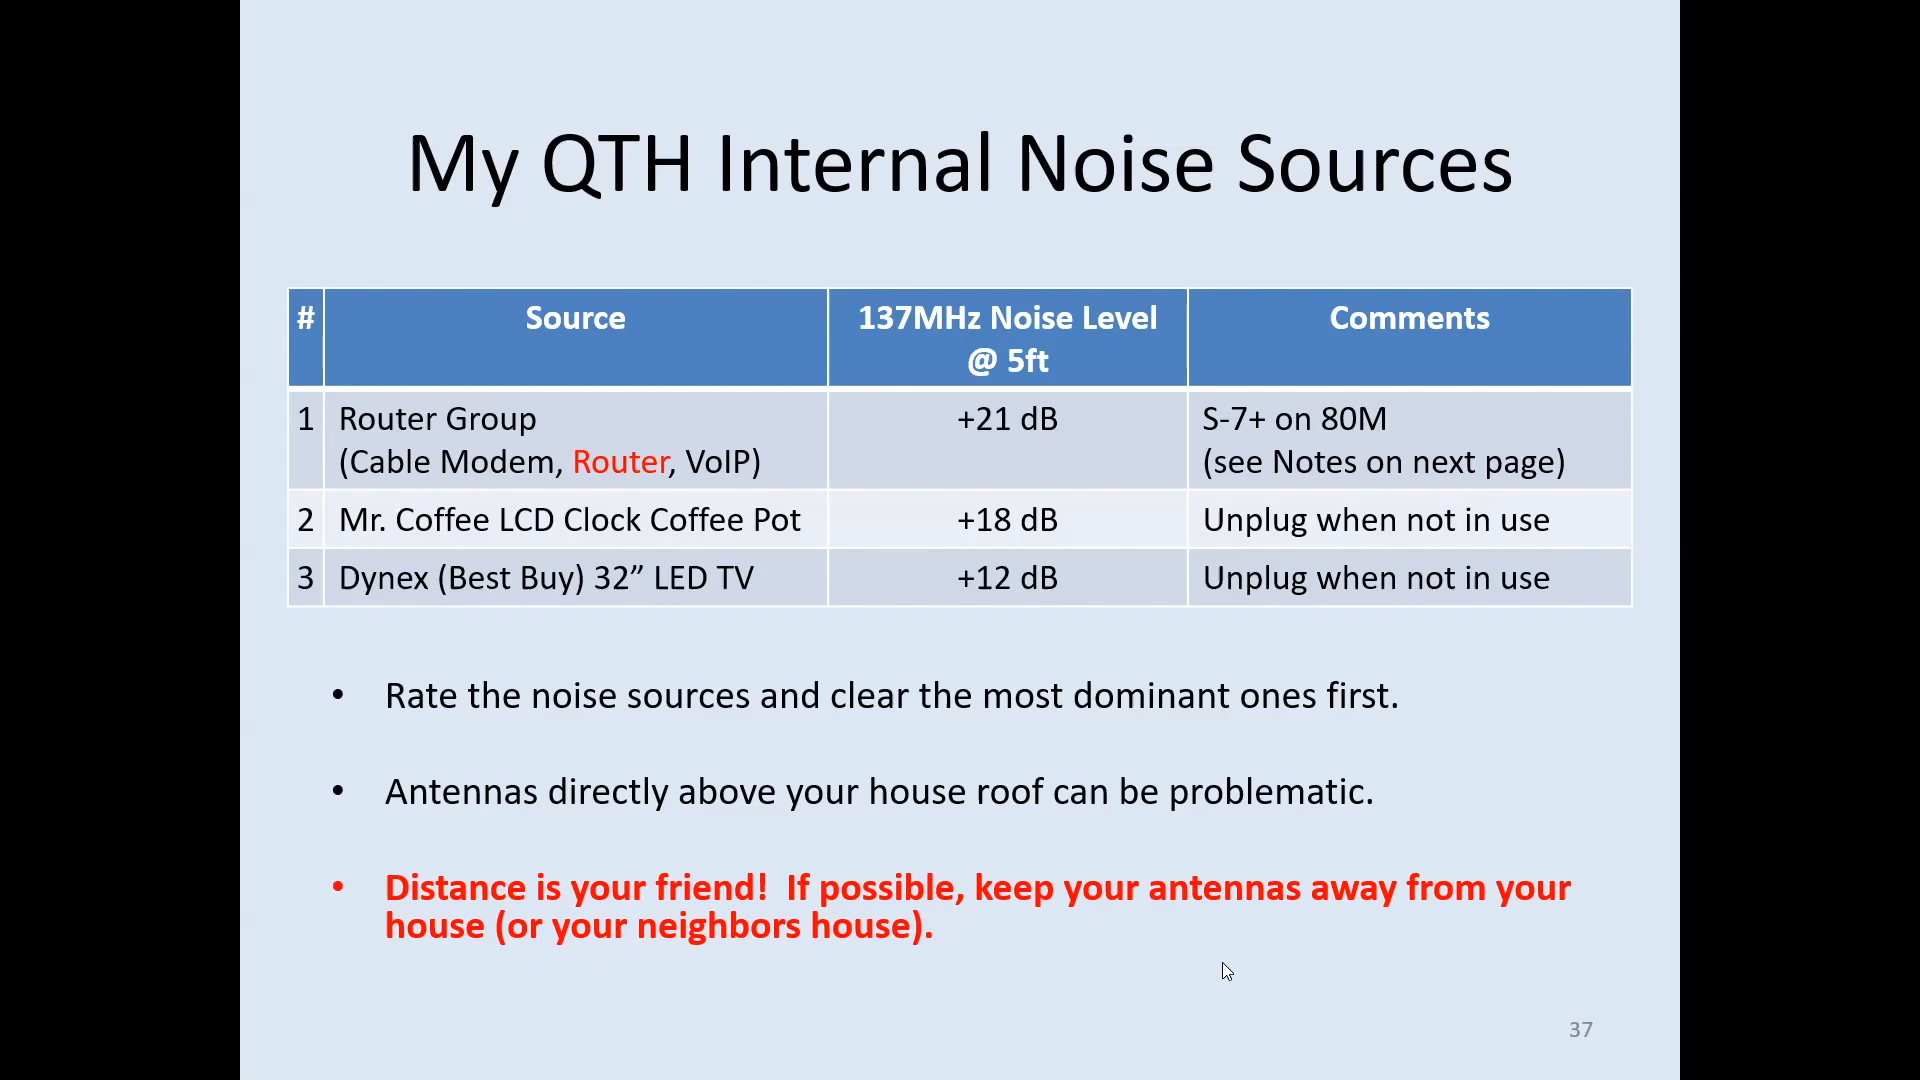 My QTH Internal Noise Sources
# Source 137MHz Noise Level Comments
@ 5ft
1 Router Group +21 dB S-7+ on 80M
(Cable Modem, Router, VoIP) (see Notes on next page)
2 Mr. Coffee LCD Clock Coffee Pot +18 dB Unplug when not in use
3 Dynex (Best Buy) 32” LED TV +12 dB Unplug when not in use
• Rate the noise sources and clear the most dominant ones first.
• Antennas directly above your house roof can be problematic.
• Distance is your friend!  If possible, keep your antennas away from your
house (or your neighbors house).
37